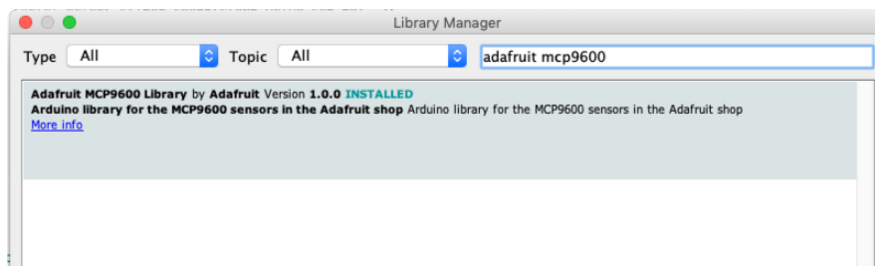 Library Manager
Type All Topic All adafruit mcp9600
Adafruit MCP9600 Library by Adafruit Version 1.0.0 INSTALLED
Arduino library for the MCP9600 sensors in the Adafruit shop Arduino library for the MCP9600 sensors in the Adafruit shop
More info